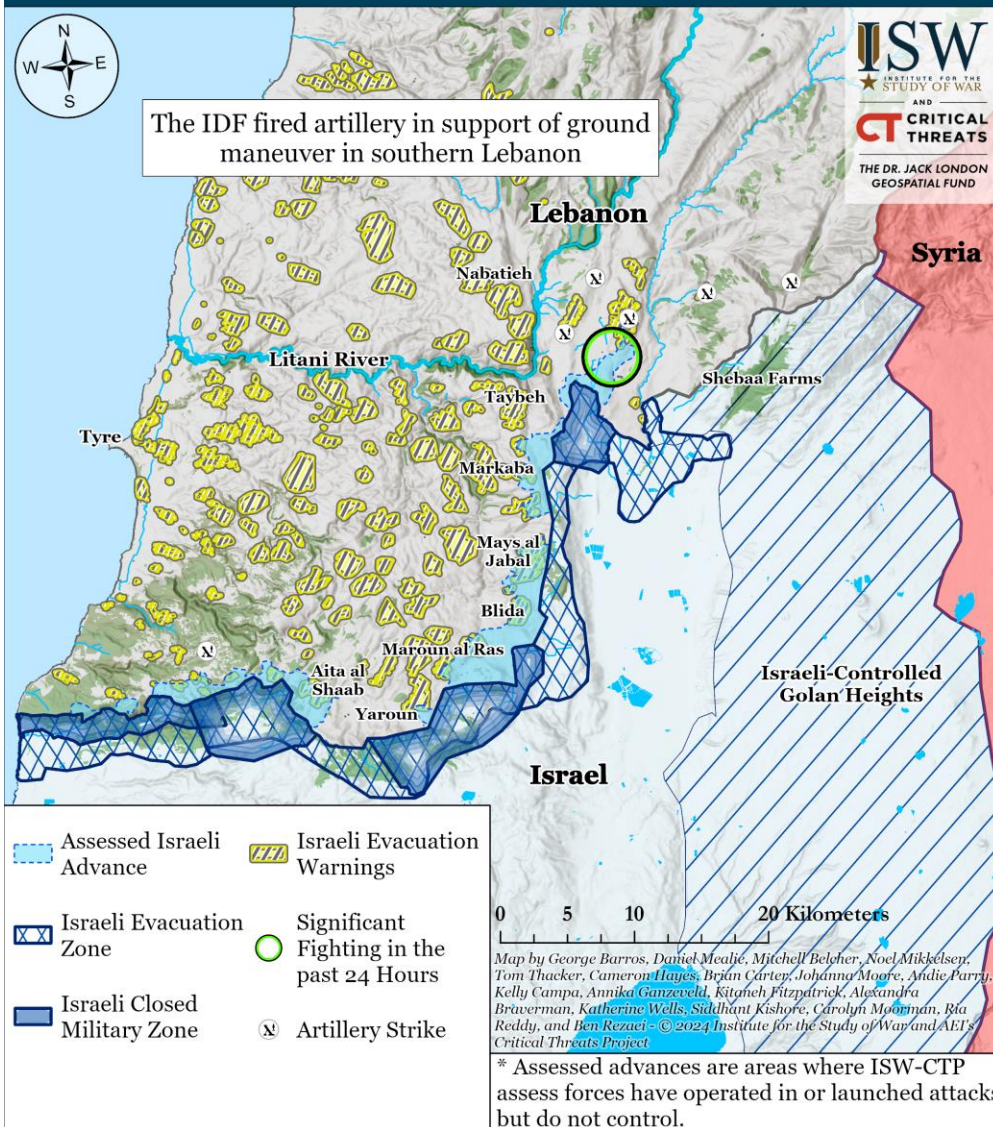 N
W
E
S
ISW
INSTITUTE FOR THE
STUDY OF WAR
AND
CT CRITICAL
THREATS
THE DR. JACK LONDON
GEOSPATIAL FUND
The IDF fired artillery in support of ground
maneuver in southern Lebanon
Lebanon
Syria
Nabatieh
Litani River
Shebaa Farms
Taybeh
Tyre
Markaba
Mays al
Jabal
Blida
Maroun al Ras
Aita al
Shaab
Yaroun
Israeli-Controlled
Golan Heights
Israel
Assessed Israeli
Advance
Israeli Evacuation
Warnings
Israeli Evacuation
Zone
Significant
Fighting in the
past 24 Hours
Israeli Closed
Military Zone
Artillery Strike
0 5 10 20 Kilometers
Map by George Barros, Daniel Mealie, Mitchell Belcher, Noel Mikkelsen,
Tom Thacker, Cameron Hayes, Brian Carter, Johanna Moore, Andie Parry,
Kelly Campa, Annika Ganzeveld, Kitaneh Fitzpatrick, Alexandra
Braverman, Katherine Wells, Siddhant Kishore, Carolyn Moorman, Ria
Reddy, and Ben Rezaei - © 2024 Institute for the Study of War and AEI's
Critical Threats Project
* Assessed advances are areas where ISW-CTP
assess forces have operated in or launched attacks
but do not control.